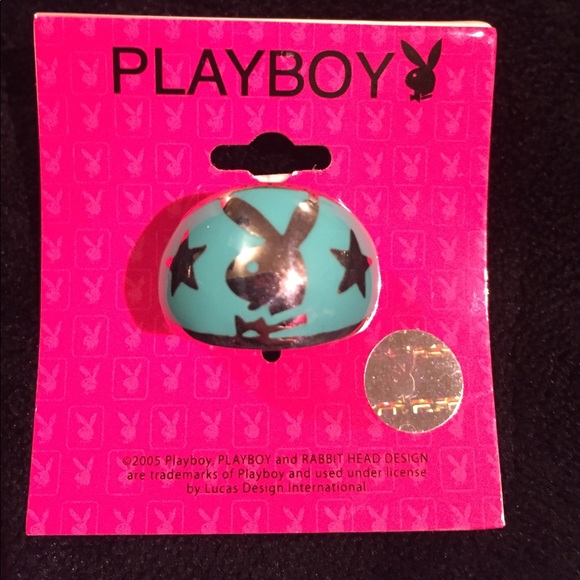 PLAYBOY
©2005 Playboy, PLAYBOY and RABBIT HEAD DESIGN
are trademarks of Playboy and used under license
by Lucas Design International.